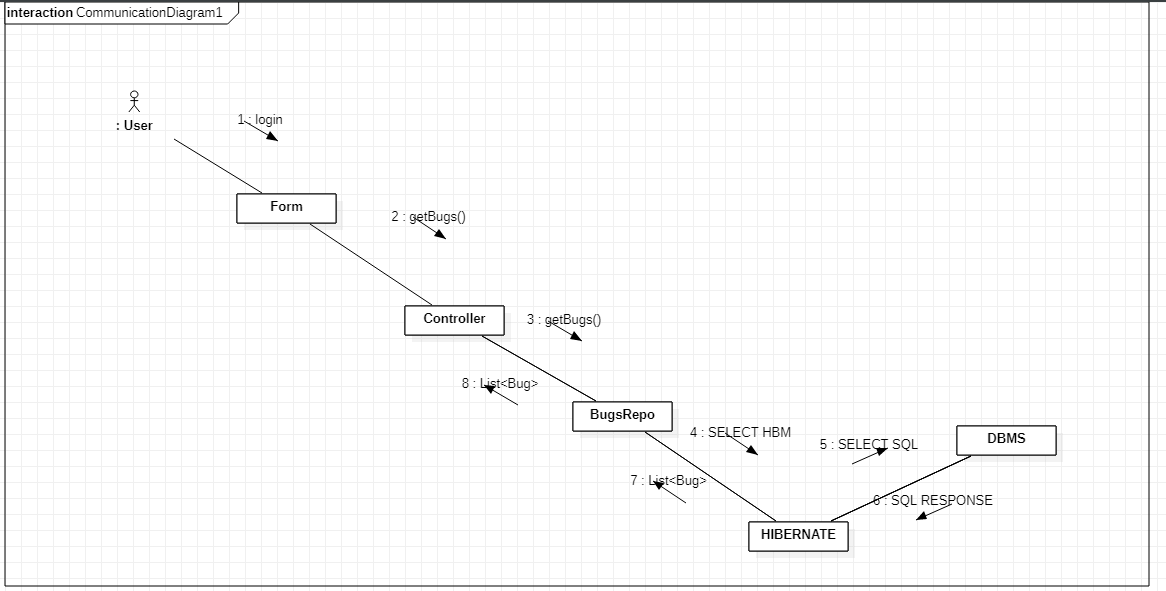 interaction CommunicationDiagram1
: User
1 : login
Form
2 : getBugs()
Controller
3 : getBugs()
8 : List<Bug>
BugsRepo
4 : SELECT HBM
5 : SELECT SQL
DBMS
7 : List<Bug>
6 : SQL RESPONSE
HIBERNATE